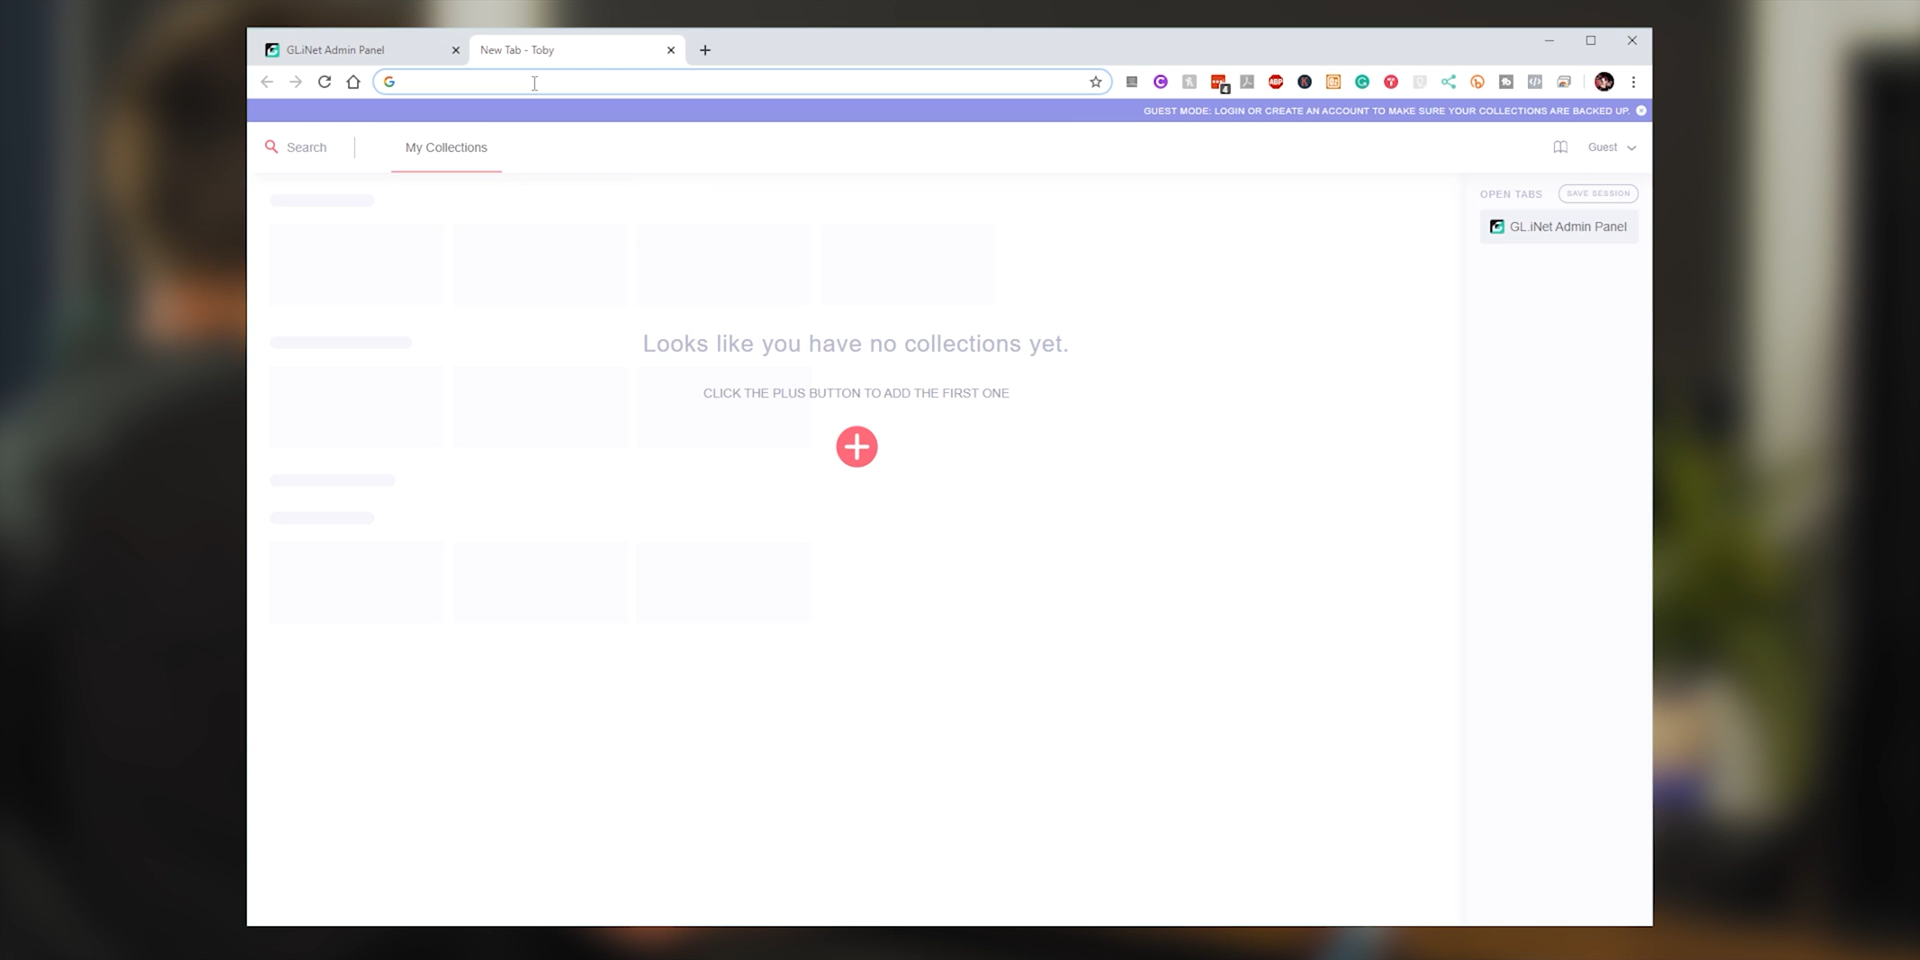 GL.iNet Admin Panel
New Tab - Toby
GUEST MODE: LOGIN OR CREATE AN ACCOUNT TO MAKE SURE YOUR COLLECTIONS ARE BACKED UP.
Search
My Collections
Guest
OPEN TABS
SAVE SESSION
GL.iNet Admin Panel
Looks like you have no collections yet.
CLICK THE PLUS BUTTON TO ADD THE FIRST ONE